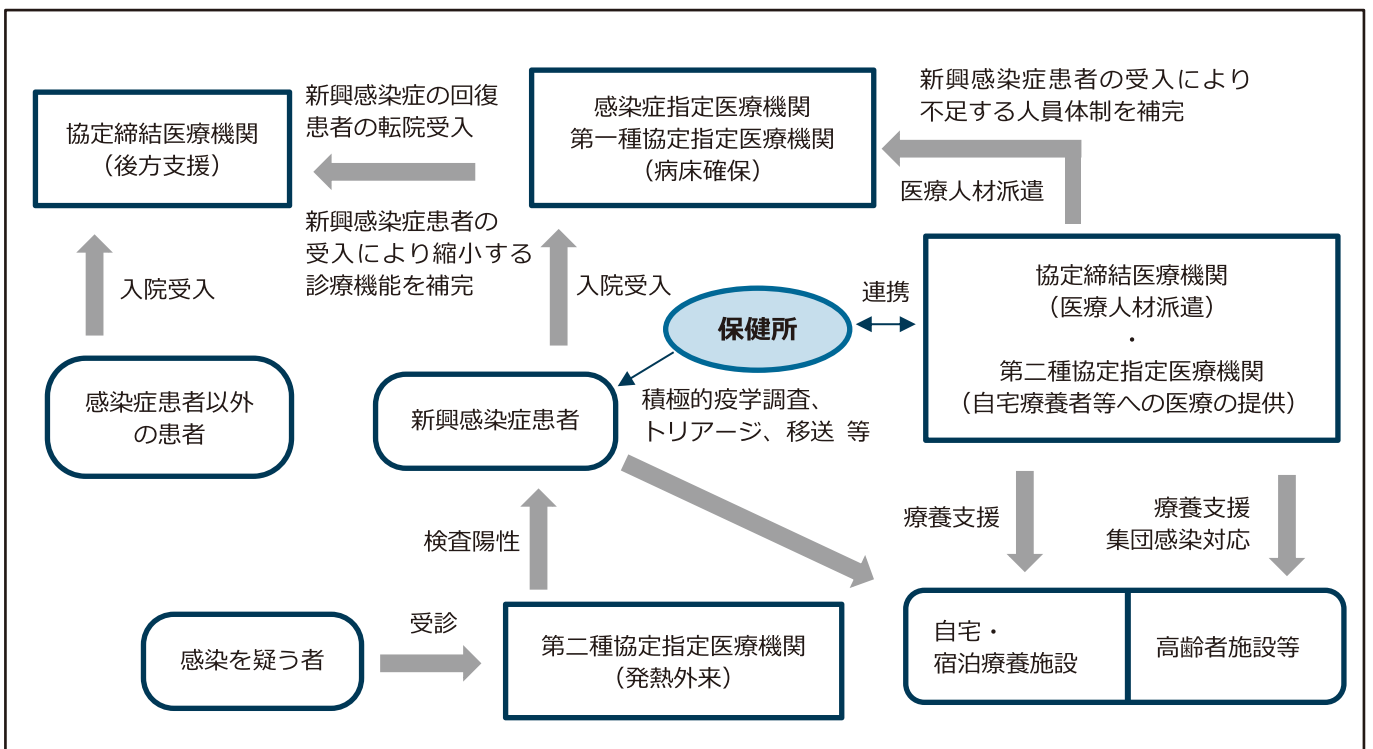 協定締結医療機関
（後方支援）
新興感染症の回復
患者の転院受入
感染症指定医療機関
第一種協定指定医療機関
（病床確保）
新興感染症患者の受入により
不足する人員体制を補完
医療人材派遣
新興感染症患者の
受入により縮小する
診療機能を補完
入院受入
入院受入
保健所
連携
協定締結医療機関
（医療人材派遣）
・
第二種協定指定医療機関
（自宅療養者等への医療の提供）
感染症患者以外
の患者
新興感染症患者
積極的疫学調査、
トリアージ、移送 等
検査陽性
療養支援
療養支援
集団感染対応
感染を疑う者
受診
第二種協定指定医療機関
（発熱外来）
自宅・
宿泊療養施設
高齢者施設等